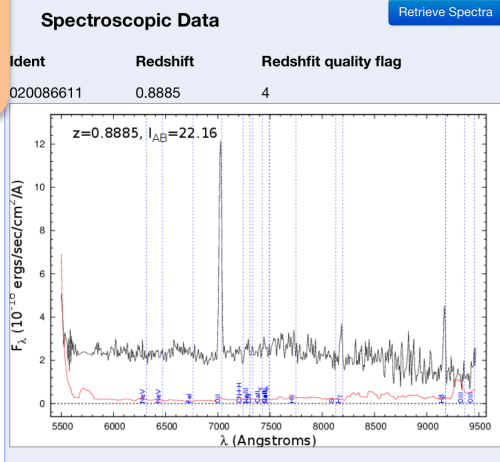 Spectroscopic Data
Retrieve Spectra
Ident Redshift Redshfit quality flag
020086611 0.8885 4
z=0.8885, I_AB=22.16
12
10
8
6
4
2
0
F_λ (10^-18 ergs/sec/cm^2/A)
5500 6000 6500 7000 7500 8000 8500 9000 9500
λ (Angstroms)